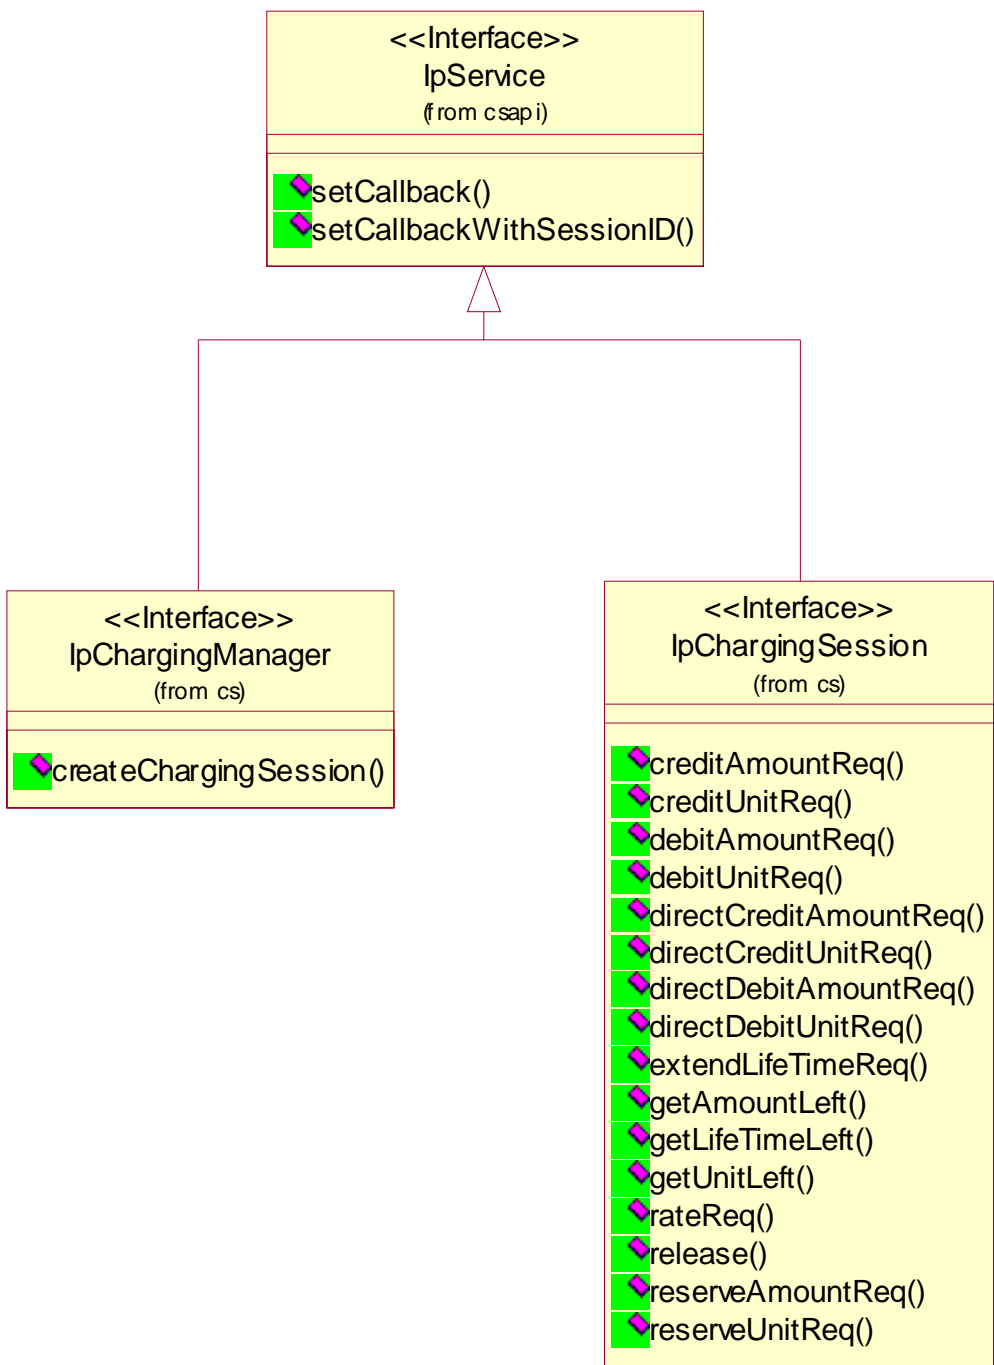 <<Interface>>
IpService
(from csapi)
setCallback()
setCallbackWithSessionID()
<<Interface>>
IpChargingManager
(from cs)
createChargingSession()
<<Interface>>
IpChargingSession
(from cs)
creditAmountReq()
creditUnitReq()
debitAmountReq()
debitUnitReq()
directCreditAmountReq()
directCreditUnitReq()
directDebitAmountReq()
directDebitUnitReq()
extendLifeTimeReq()
getAmountLeft()
getLifeTimeLeft()
getUnitLeft()
rateReq()
release()
reserveAmountReq()
reserveUnitReq()